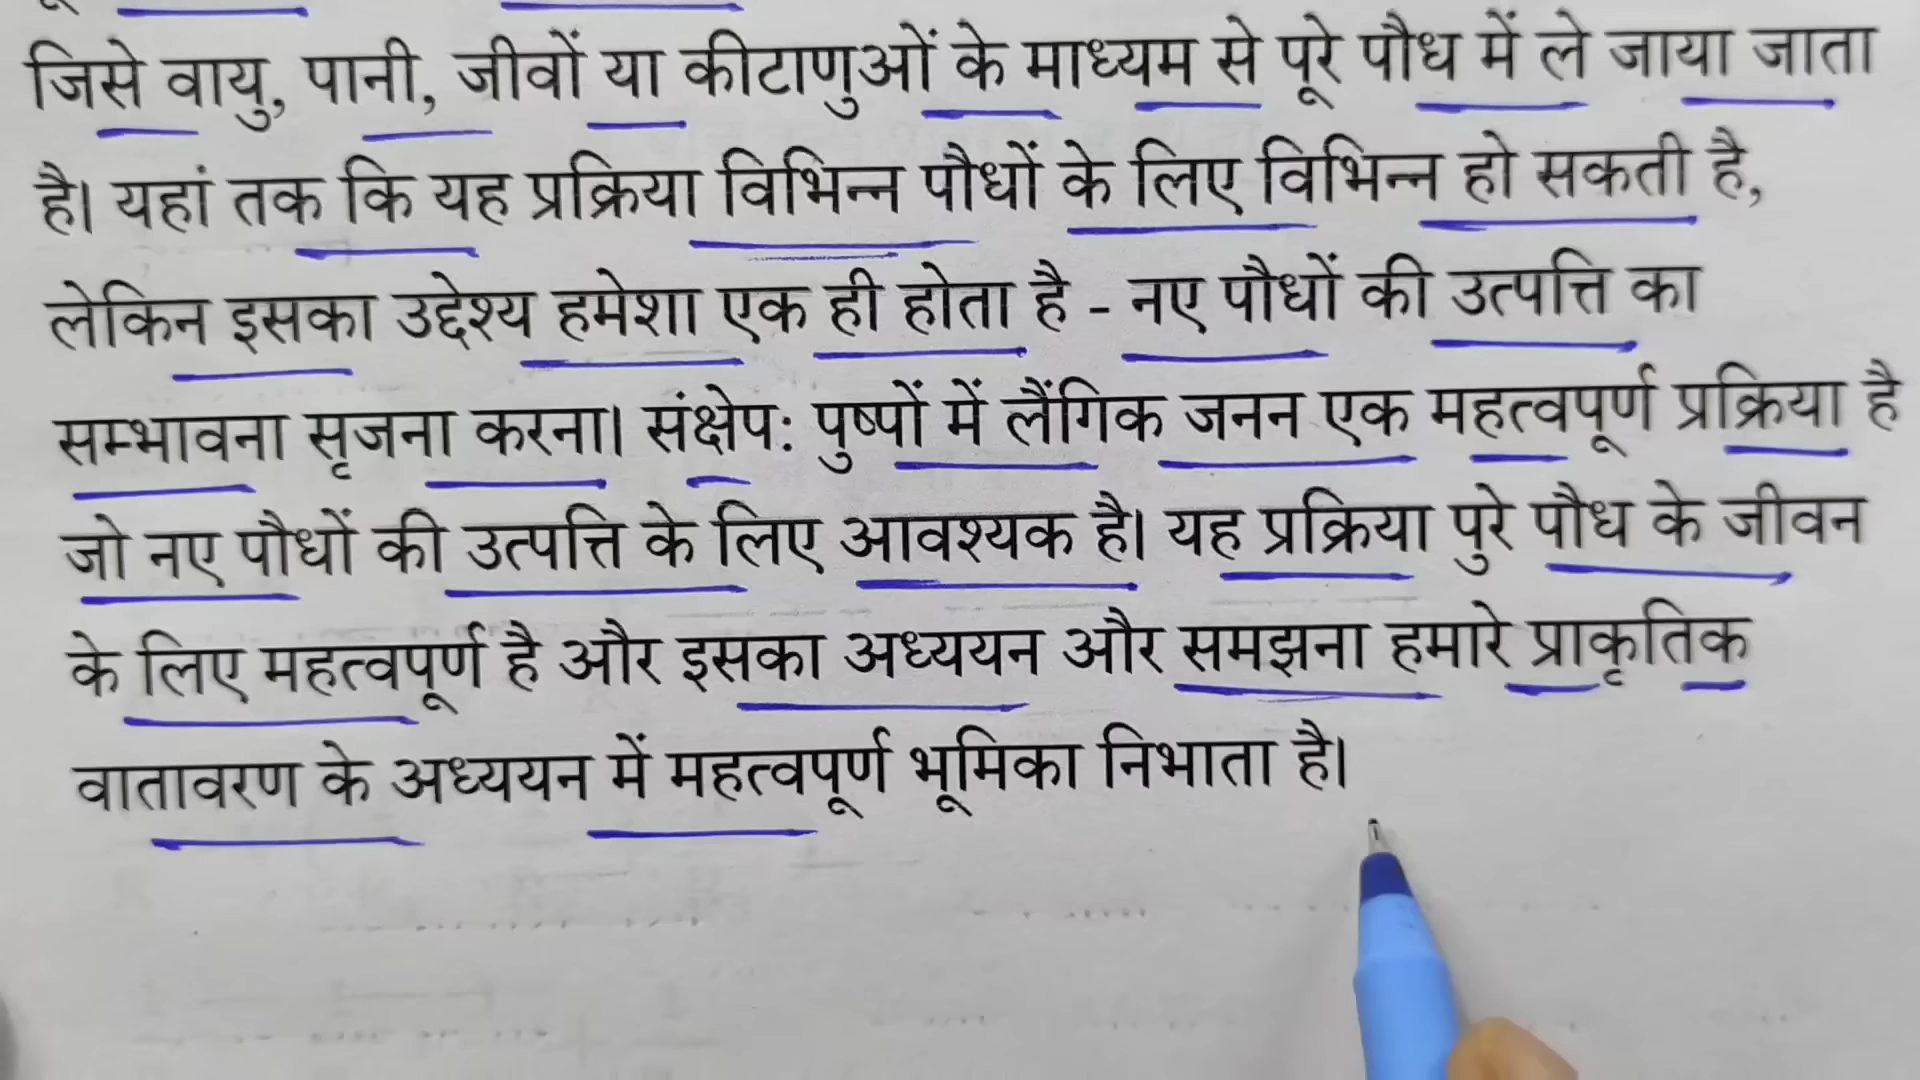 जिसे वायु, पानी, जीवों या कीटाणुओं के माध्यम से पूरे पौध में ले जाया जाता
है। यहां तक कि यह प्रक्रिया विभिन्न पौधों के लिए विभिन्न हो सकती है,
लेकिन इसका उद्देश्य हमेशा एक ही होता है - नए पौधों की उत्पत्ति का
सम्भावना सृजना करना। संक्षेप: पुष्पों में लैंगिक जनन एक महत्वपूर्ण प्रक्रिया है
जो नए पौधों की उत्पत्ति के लिए आवश्यक है। यह प्रक्रिया पुरे पौध के जीवन
के लिए महत्वपूर्ण है और इसका अध्ययन और समझना हमारे प्राकृतिक
वातावरण के अध्ययन में महत्वपूर्ण भूमिका निभाता है।